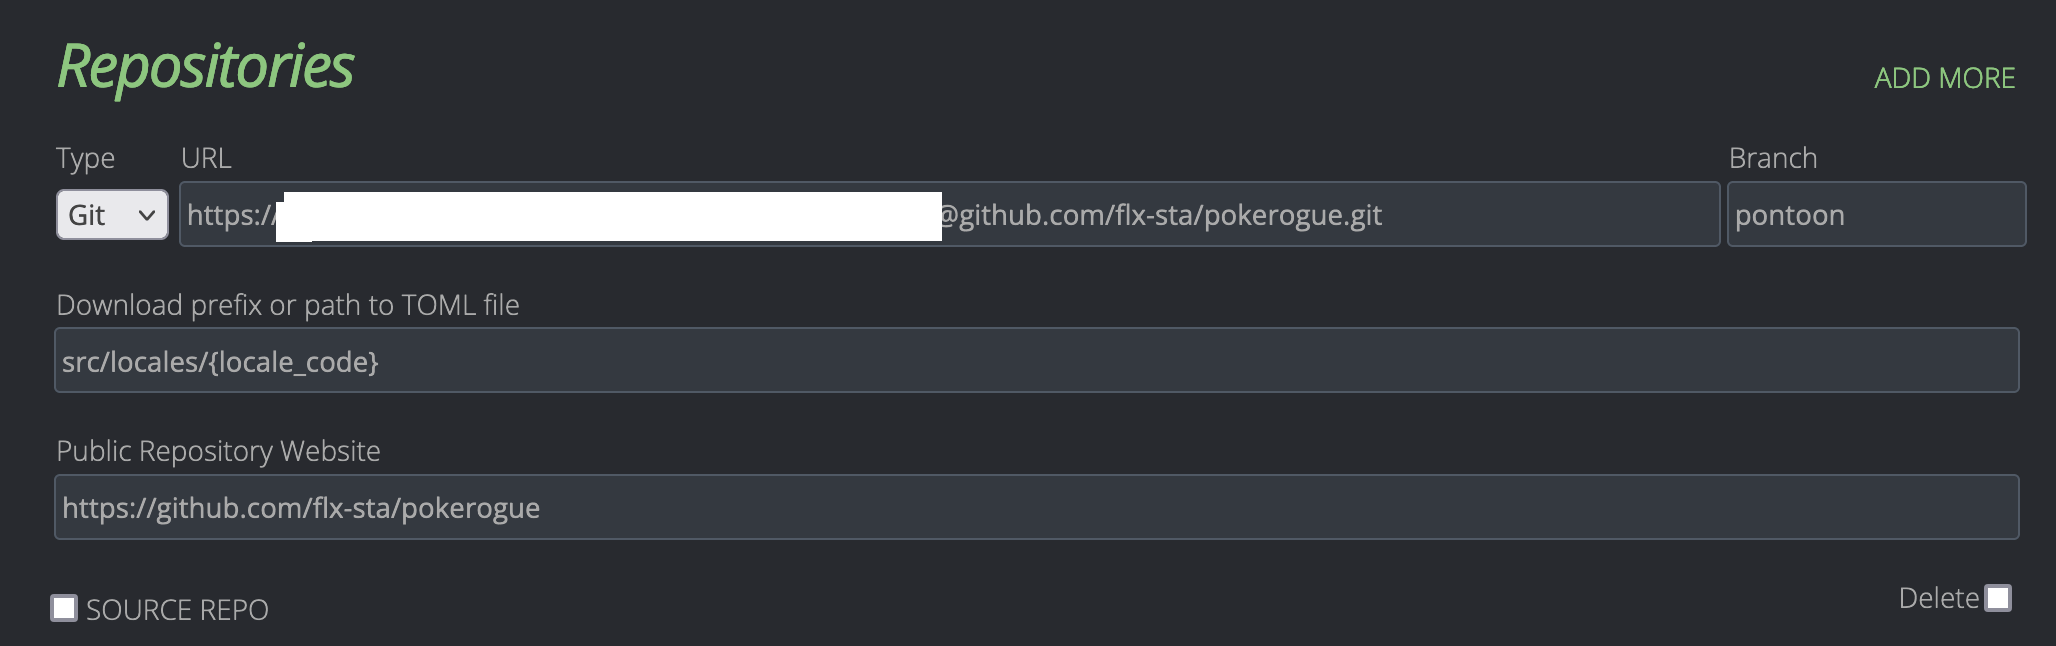 Repositories
ADD MORE
Type URL Branch
Git https:// @github.com/flx-sta/pokerogue.git pontoon
Download prefix or path to TOML file
src/locales/{locale_code}
Public Repository Website
https://github.com/flx-sta/pokerogue
SOURCE REPO
Delete